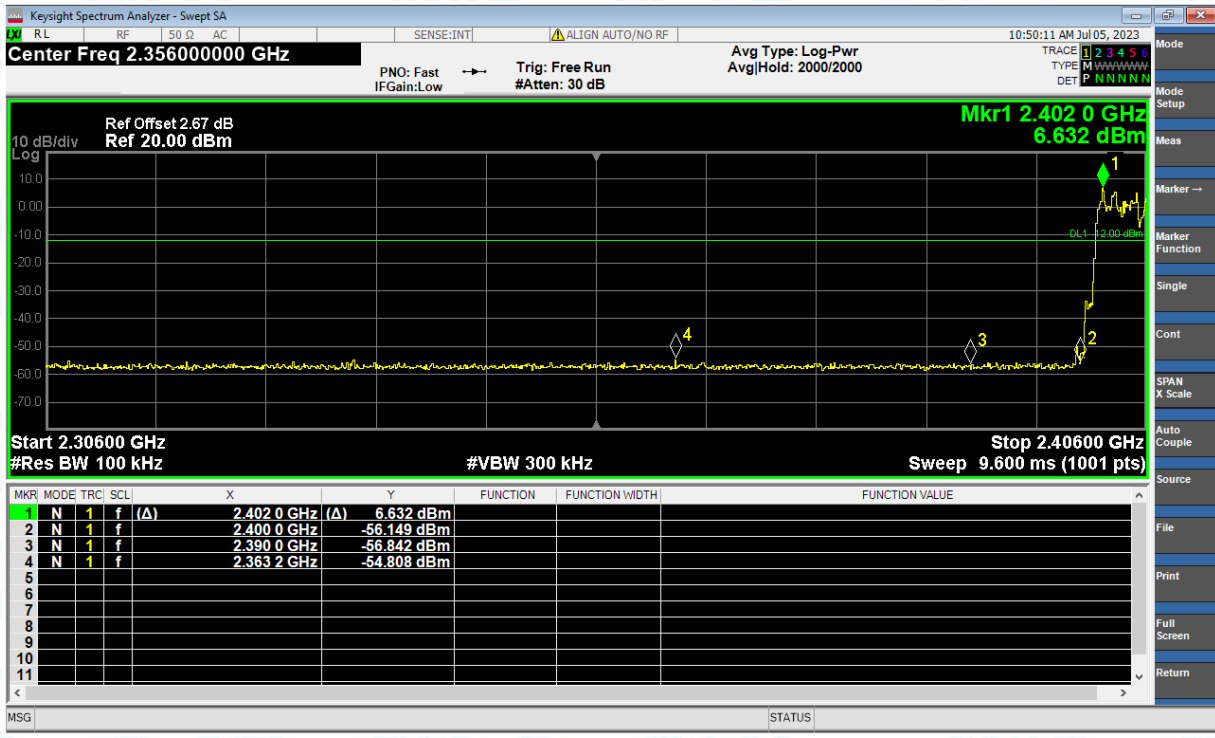 Keysight Spectrum Analyzer - Swept SA
LXI RL RF 50 Ω AC SENSE:INT ALIGN AUTO/NO RF 10:50:11 AM Jul 05, 2023
Center Freq 2.356000000 GHz
PNO: Fast Trig: Free Run Avg Type: Log-Pwr TRACE 1 2 3 4 5 6
IFGain:Low #Atten: 30 dB Avg|Hold: 2000/2000 TYPE M WWWWW
DET P N N N N N
Mkr1 2.402 0 GHz
6.632 dBm
Ref Offset 2.67 dB
10 dB/div Ref 20.00 dBm
Log
10.0
0.00
-10.0
-20.0
-30.0
-40.0
-50.0
-60.0
-70.0
1
2
3
4
Start 2.30600 GHz Stop 2.40600 GHz
#Res BW 100 kHz #VBW 300 kHz Sweep 9.600 ms (1001 pts)
MKR MODE TRC SCL X Y FUNCTION FUNCTION WIDTH FUNCTION VALUE
1 N 1 f (Δ) 2.402 0 GHz (Δ) 6.632 dBm
2 N 1 f 2.400 0 GHz -56.149 dBm
3 N 1 f 2.390 0 GHz -56.842 dBm
4 N 1 f 2.363 2 GHz -54.808 dBm
5
6
7
8
9
10
11
MSG STATUS
Mode
Mode
Setup
Meas
Marker →
Marker
Function
Single
Cont
SPAN
X Scale
Auto
Couple
Source
File
Print
Full
Screen
Return